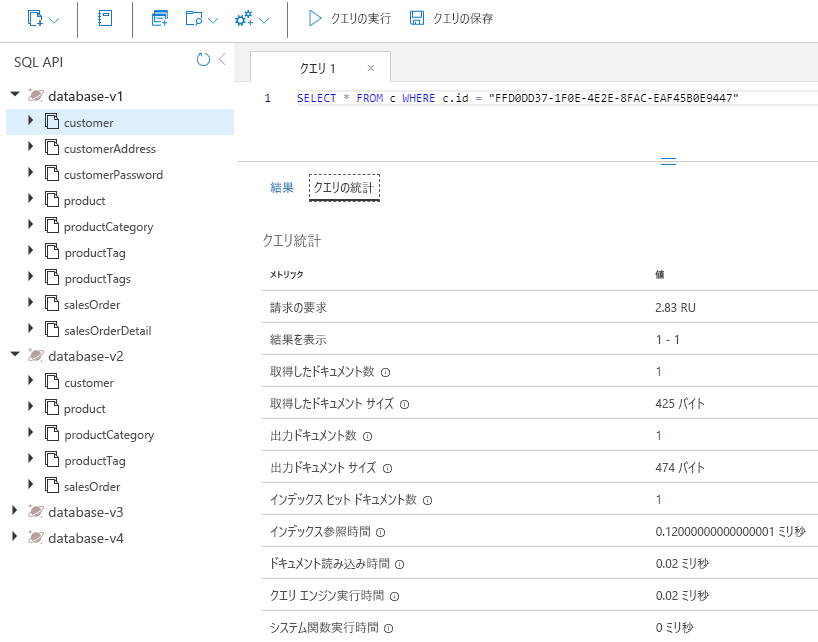 クエリの実行 クエリの保存
SQL API
クエリ 1 ×
1 SELECT * FROM c WHERE c.id = "FFD0DD37-1F0E-4E2E-8FAC-EAF45B0E9447"
database-v1
customer
customerAddress
customerPassword
product
productCategory
productTag
productTags
salesOrder
salesOrderDetail
database-v2
customer
product
productCategory
productTag
salesOrder
database-v3
database-v4
結果 クエリの統計
クエリ統計
メトリック 値
請求の要求 2.83 RU
結果を表示 1 - 1
取得したドキュメント数 1
取得したドキュメント サイズ 425 バイト
出力ドキュメント数 1
出力ドキュメント サイズ 474 バイト
インデックス ヒット ドキュメント数 1
インデックス参照時間 0.12000000000000001 ミリ秒
ドキュメント読み込み時間 0.02 ミリ秒
クエリ エンジン実行時間 0.02 ミリ秒
システム関数実行時間 0 ミリ秒